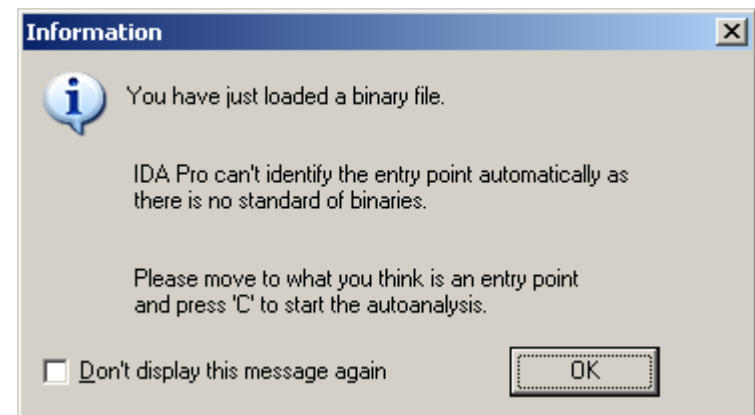 Information
You have just loaded a binary file.
IDA Pro can't identify the entry point automatically as
there is no standard of binaries.
Please move to what you think is an entry point
and press 'C' to start the autoanalysis.
Don't display this message again
OK